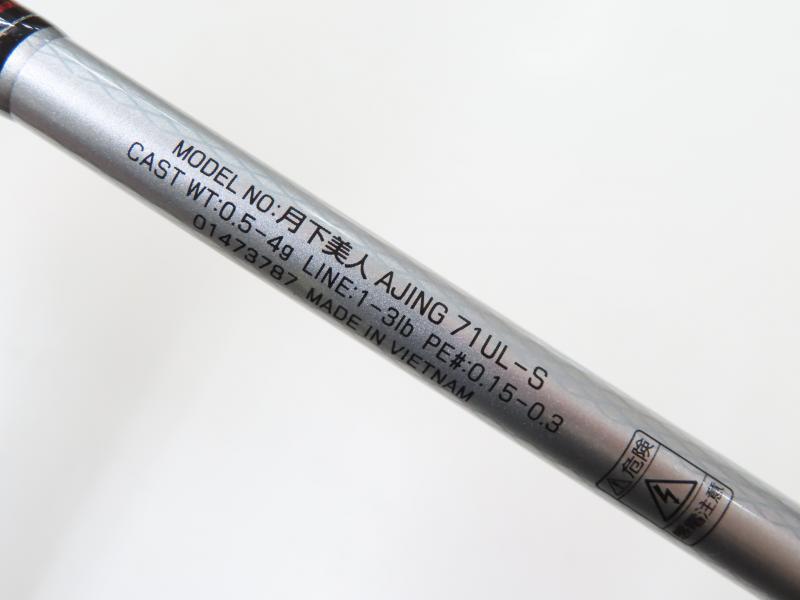 MODEL NO:月下美人 AJING 71UL-S
CAST WT:0.5-4g LINE:1-3lb PE#:0.15-0.3
01473787 MADE IN VIETNAM
危険
感電注意